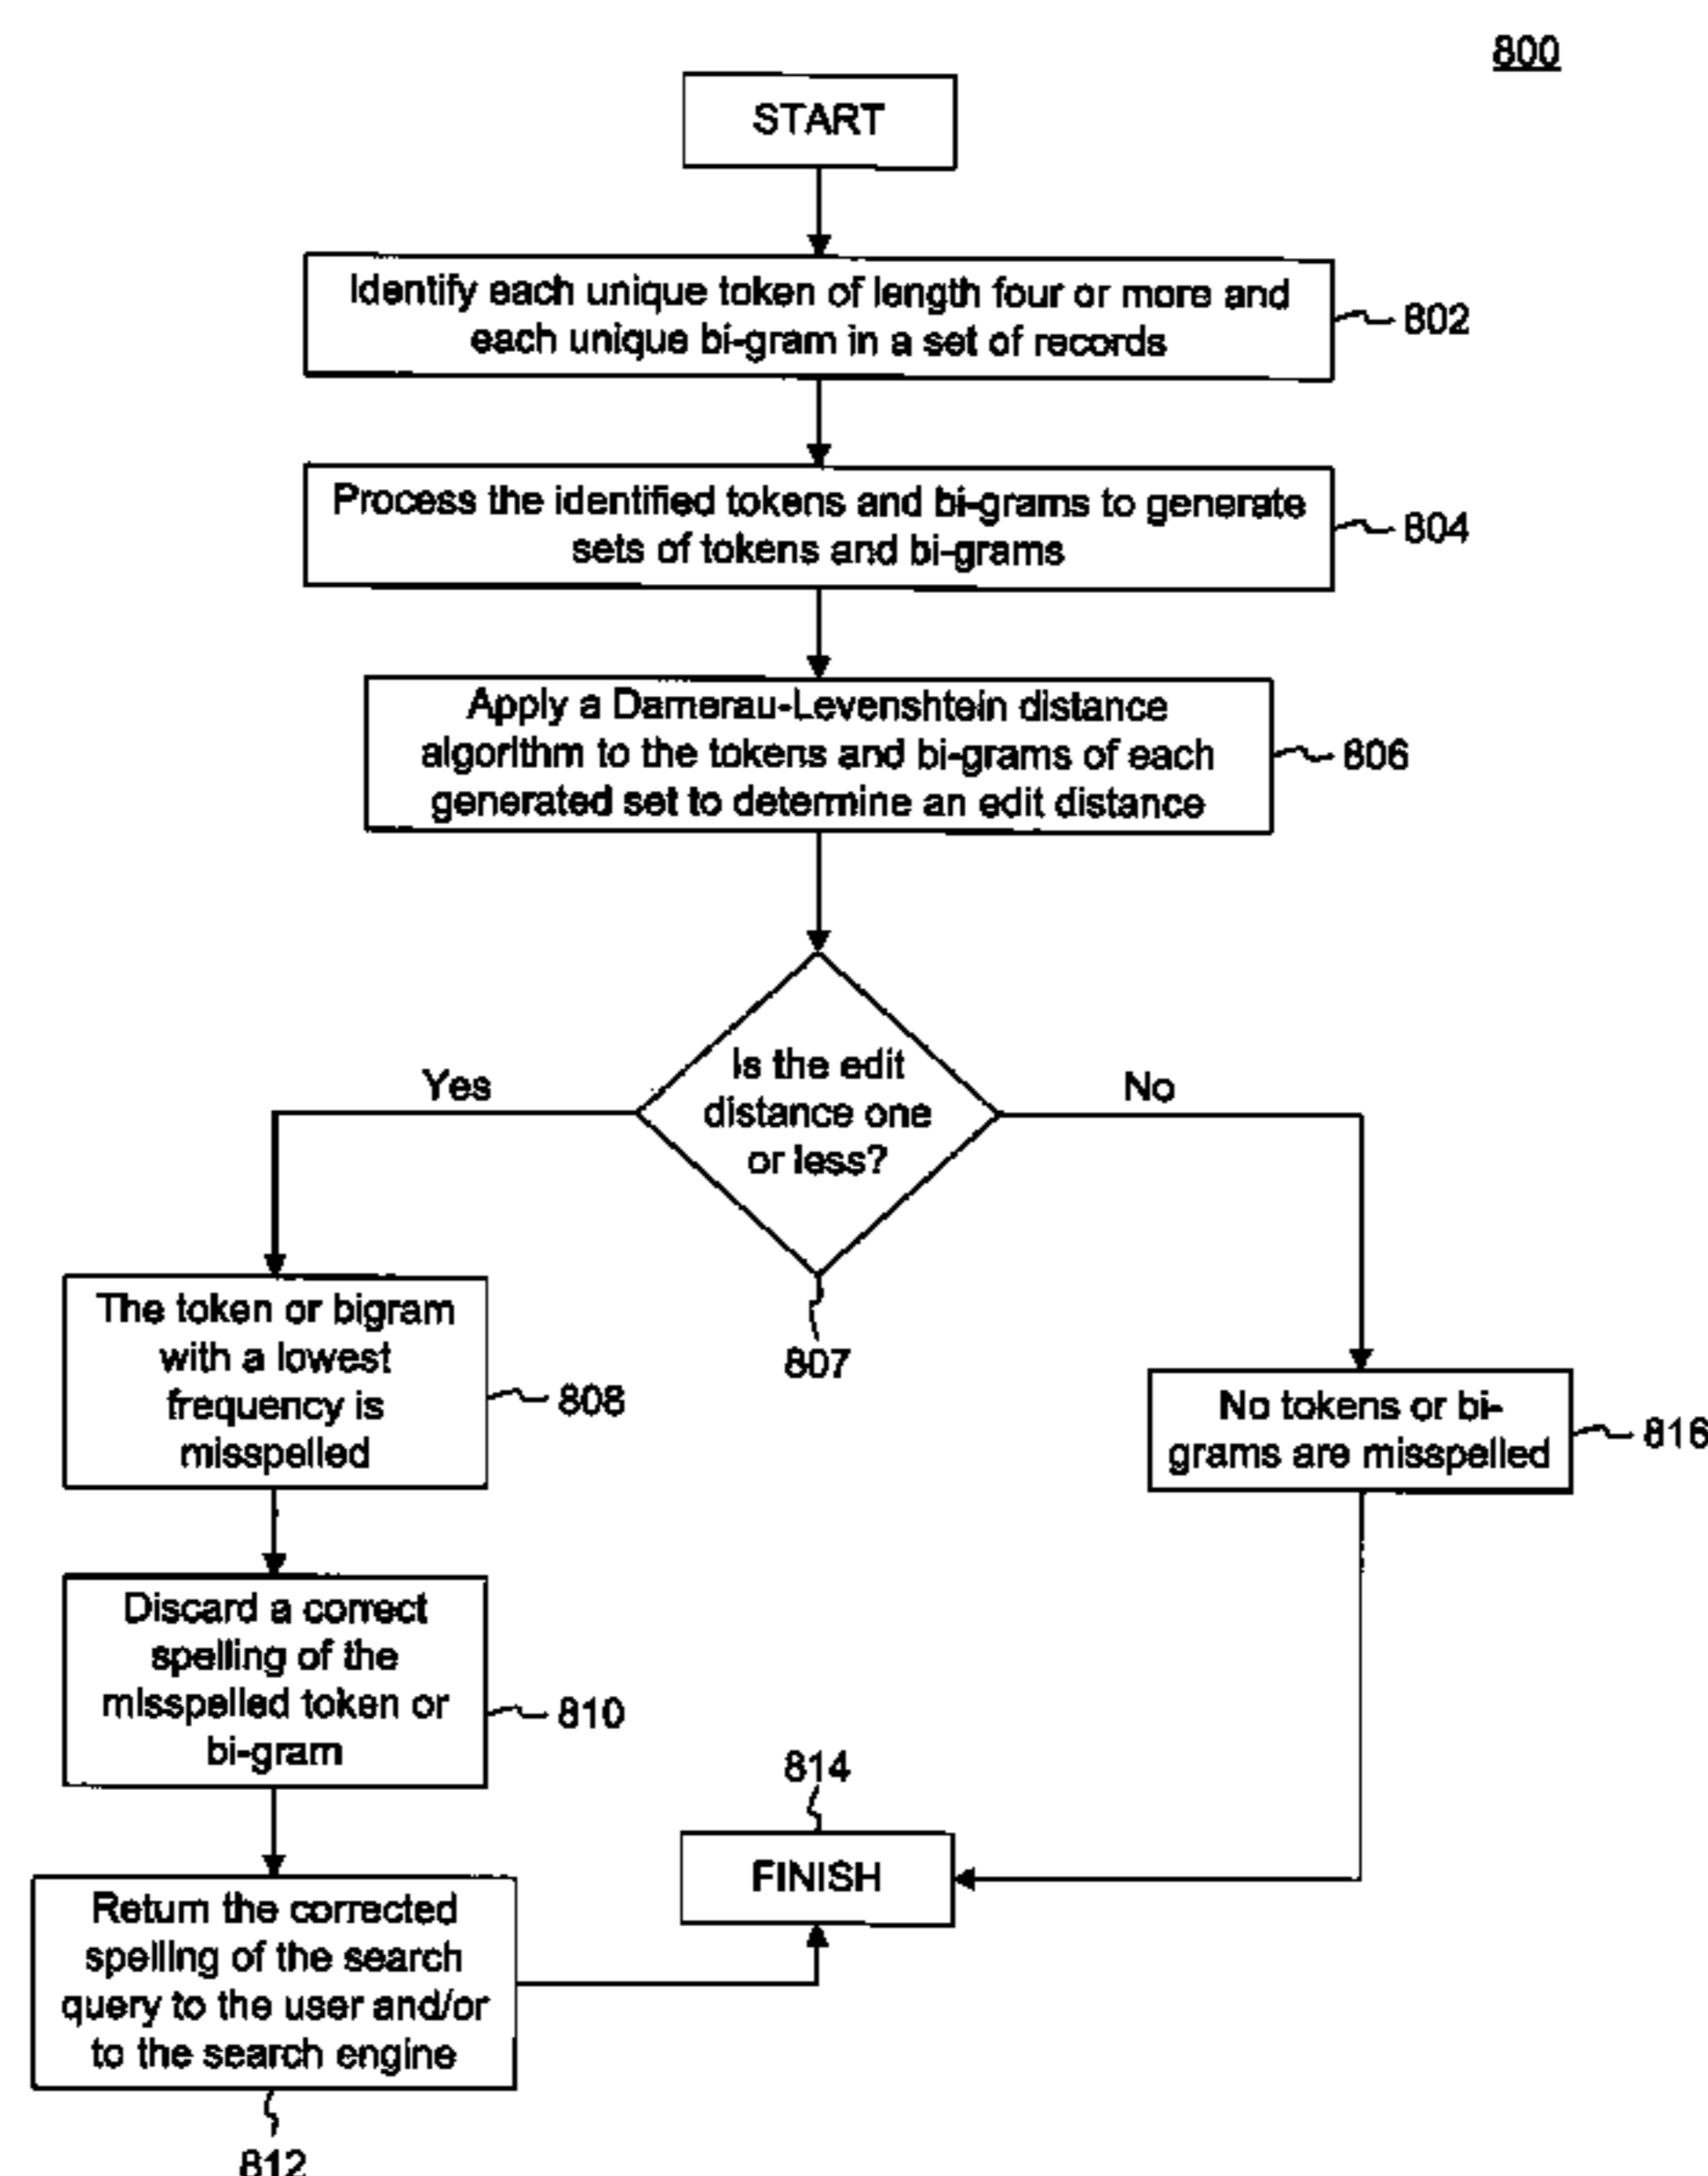 800
START
Identify each unique token of length four or more and
each unique bi-gram in a set of records
802
Process the identified tokens and bi-grams to generate
sets of tokens and bi-grams
804
Apply a Damerau-Levenshtein distance
algorithm to the tokens and bi-grams of each
generated set to determine an edit distance
806
Is the edit
distance one
or less?
807
Yes
No
The token or bigram
with a lowest
frequency is
misspelled
808
No tokens or bi-
grams are misspelled
816
Discard a correct
spelling of the
misspelled token or
bi-gram
810
814
FINISH
Return the corrected
spelling of the search
query to the user and/or
to the search engine
812